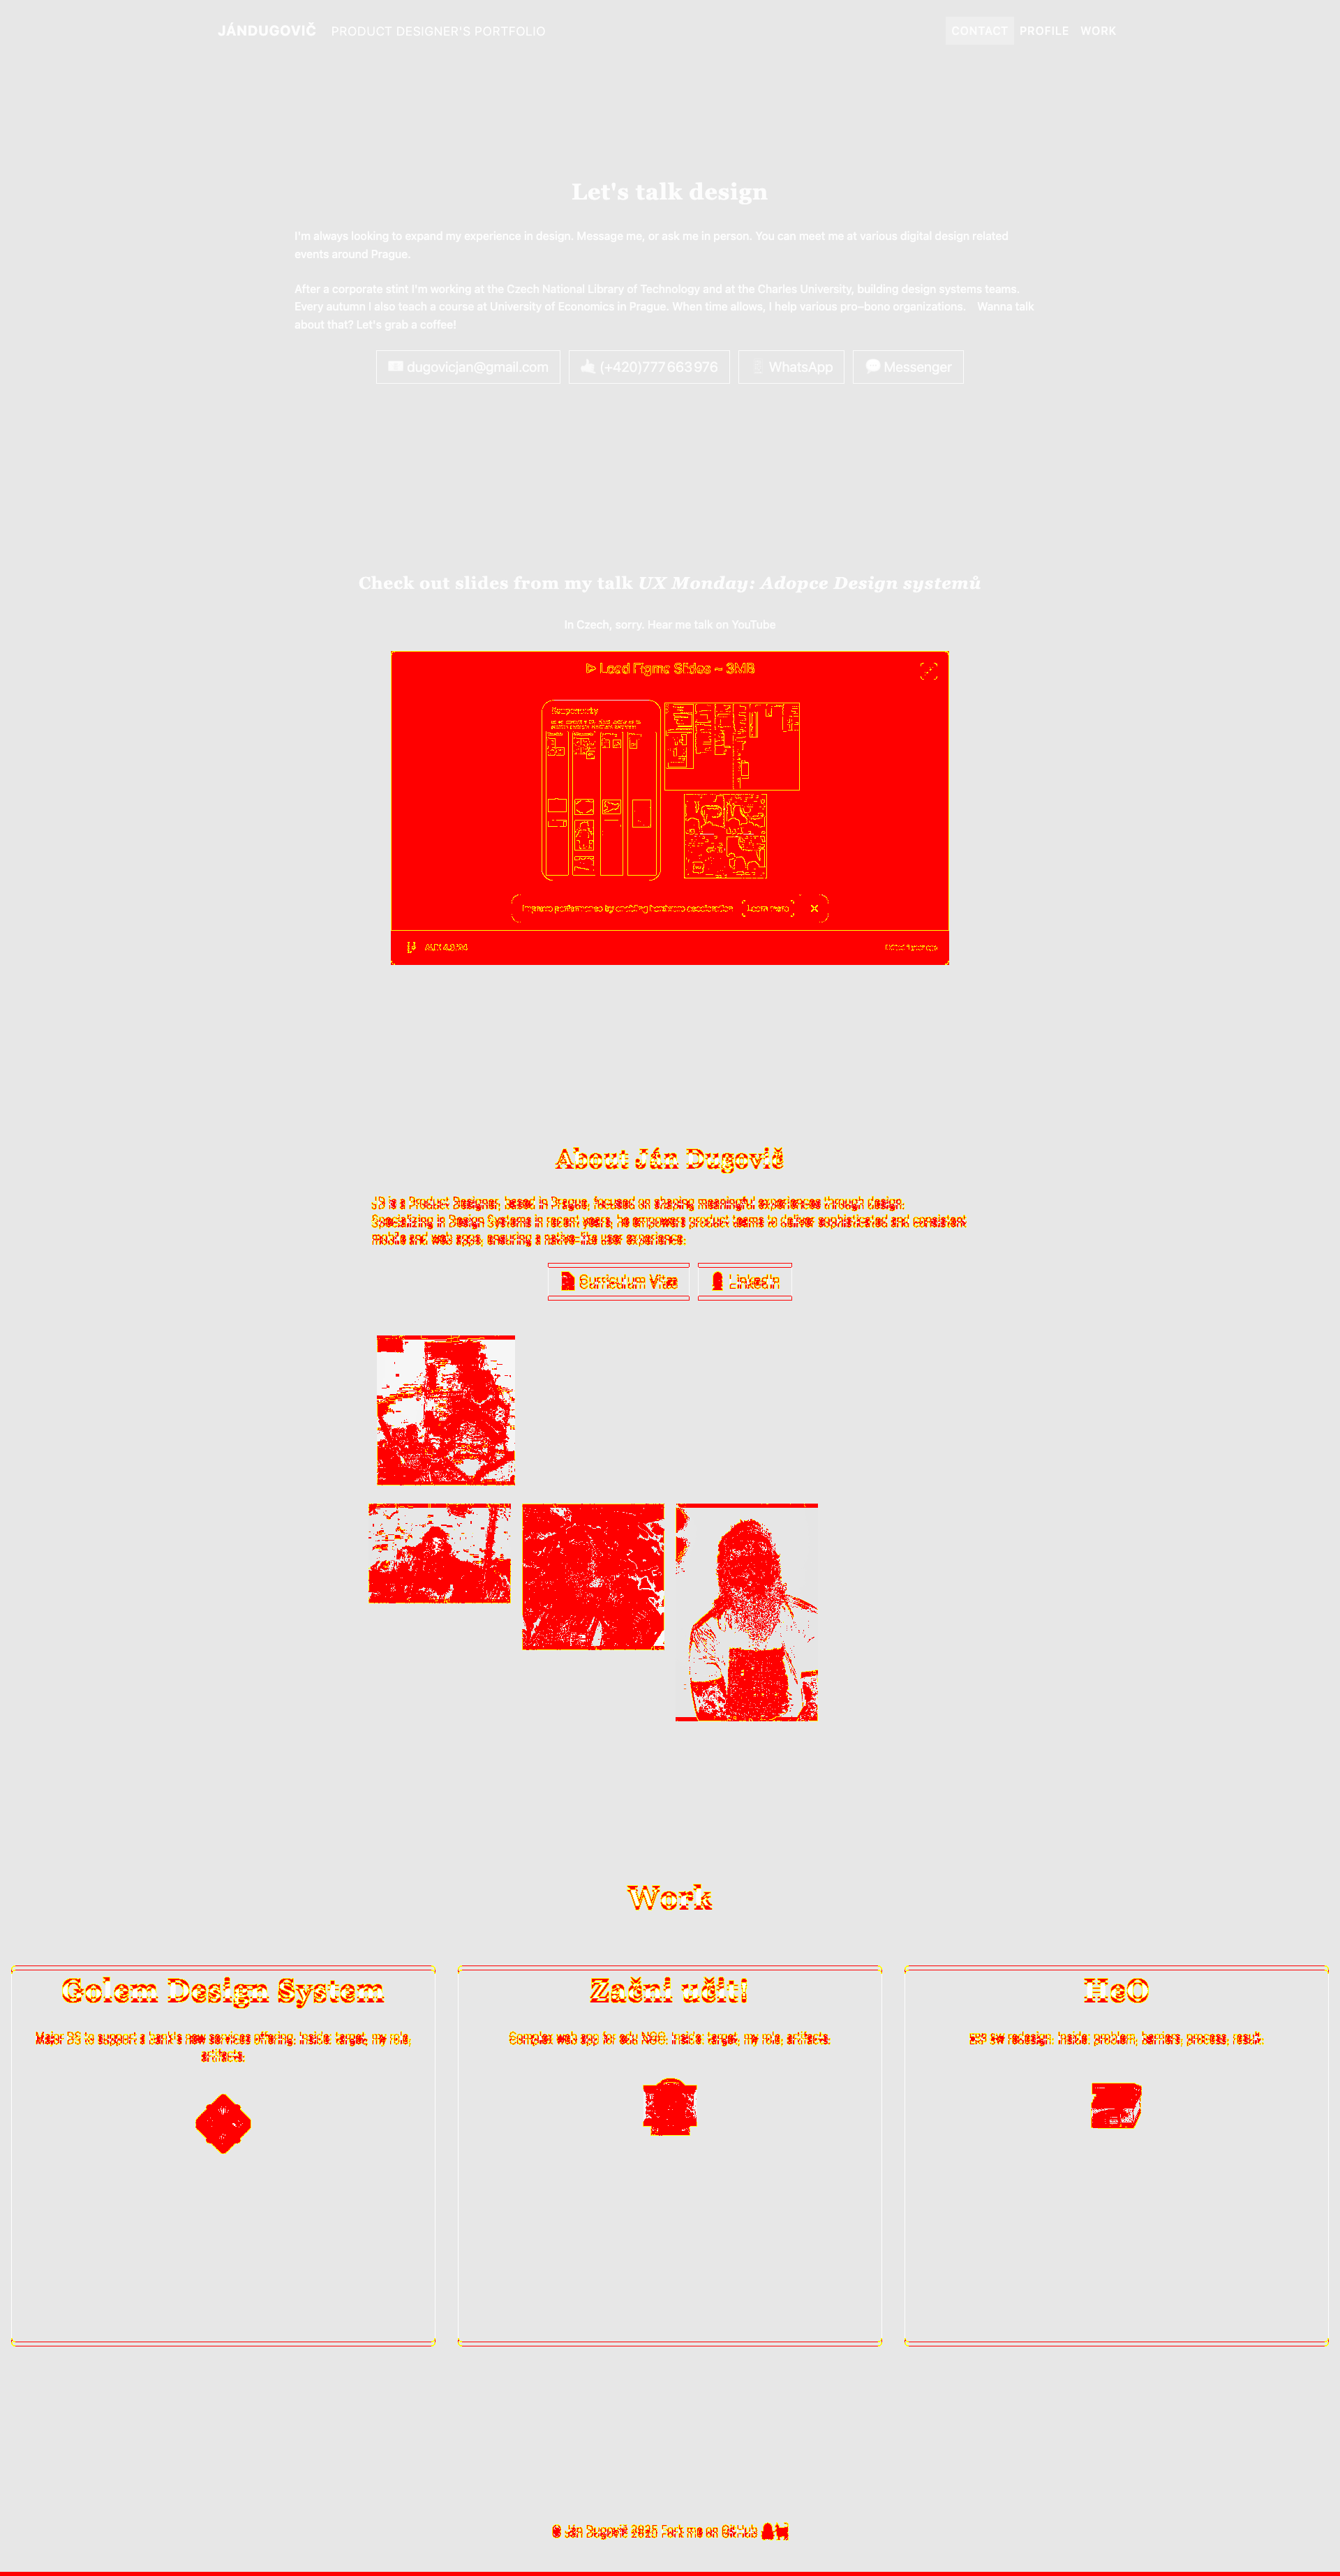 JÁNDUGOVIČ PRODUCT DESIGNER'S PORTFOLIO
CONTACT PROFILE WORK
Let's talk design
I'm always looking to expand my experience in design. Message me, or ask me in person. You can meet me at various digital design related
events around Prague.
After a corporate stint I'm working at the Czech National Library of Technology and at the Charles University, building design systems teams.
Every autumn I also teach a course at University of Economics in Prague. When time allows, I help various pro–bono organizations. Wanna talk
about that? Let's grab a coffee!
dugovicjan@gmail.com
(+420)777 663 976
WhatsApp
Messenger
Check out slides from my talk UX Monday: Adopce Design systemů
In Czech, sorry. Hear me talk on YouTube
Load Figma Slides ~ 3MB
Improve performance by enabling hardware acceleration Learn more
About Ján Dugovič
JD is a Product Designer, based in Prague, focused on shaping meaningful experiences through design.
Specializing in Design Systems in recent years, he empowers product teams to deliver sophisticated and consistent
mobile and web apps, ensuring a native-like user experience.
Curriculum Vitae
LinkedIn
Work
Golem Design System
Major DS to support a bank's new services offering. Inside: target, my role,
artifacts.
Začni učit!
Complex web app for edu NGO. Inside: target, my role, artifacts.
HeO
ERP SW redesign. Inside: problem, barriers, process, result.
© Ján Dugovič 2025 Fork me on GitHub